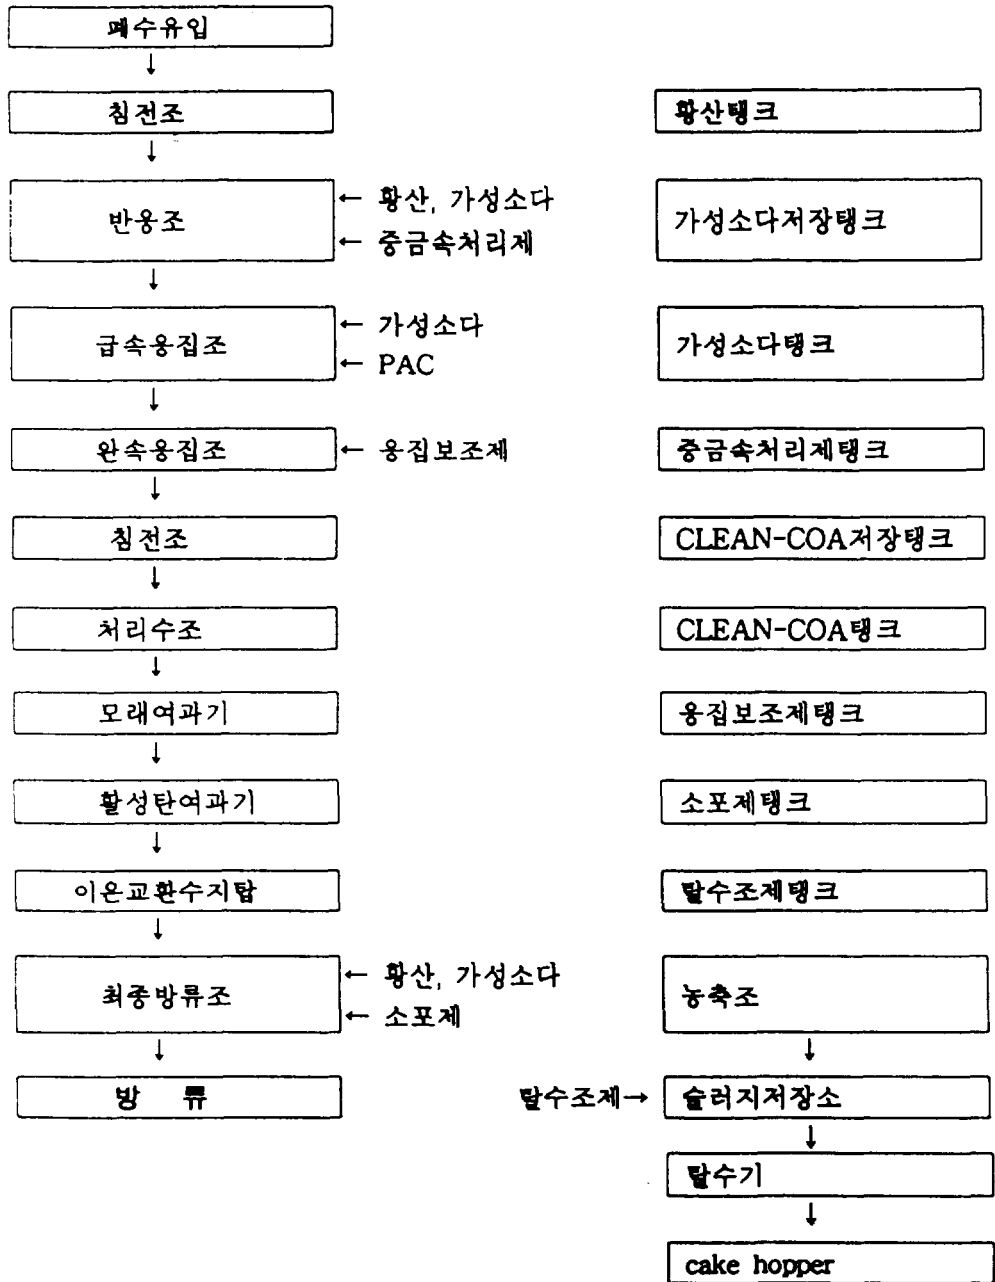 폐수유입
침전조
황산탱크
반응조
← 황산, 가성소다
← 중금속처리제
가성소다저장탱크
급속응집조
← 가성소다
← PAC
가성소다탱크
완속응집조
← 응집보조제
중금속처리제탱크
침전조
CLEAN-COA저장탱크
처리수조
CLEAN-COA탱크
모래여과기
응집보조제탱크
활성탄여과기
소포제탱크
이온교환수지탑
탈수조제탱크
최종방류조
← 황산, 가성소다
← 소포제
농축조
방 류
탈수조제→
슬러지저장소
탈수기
cake hopper